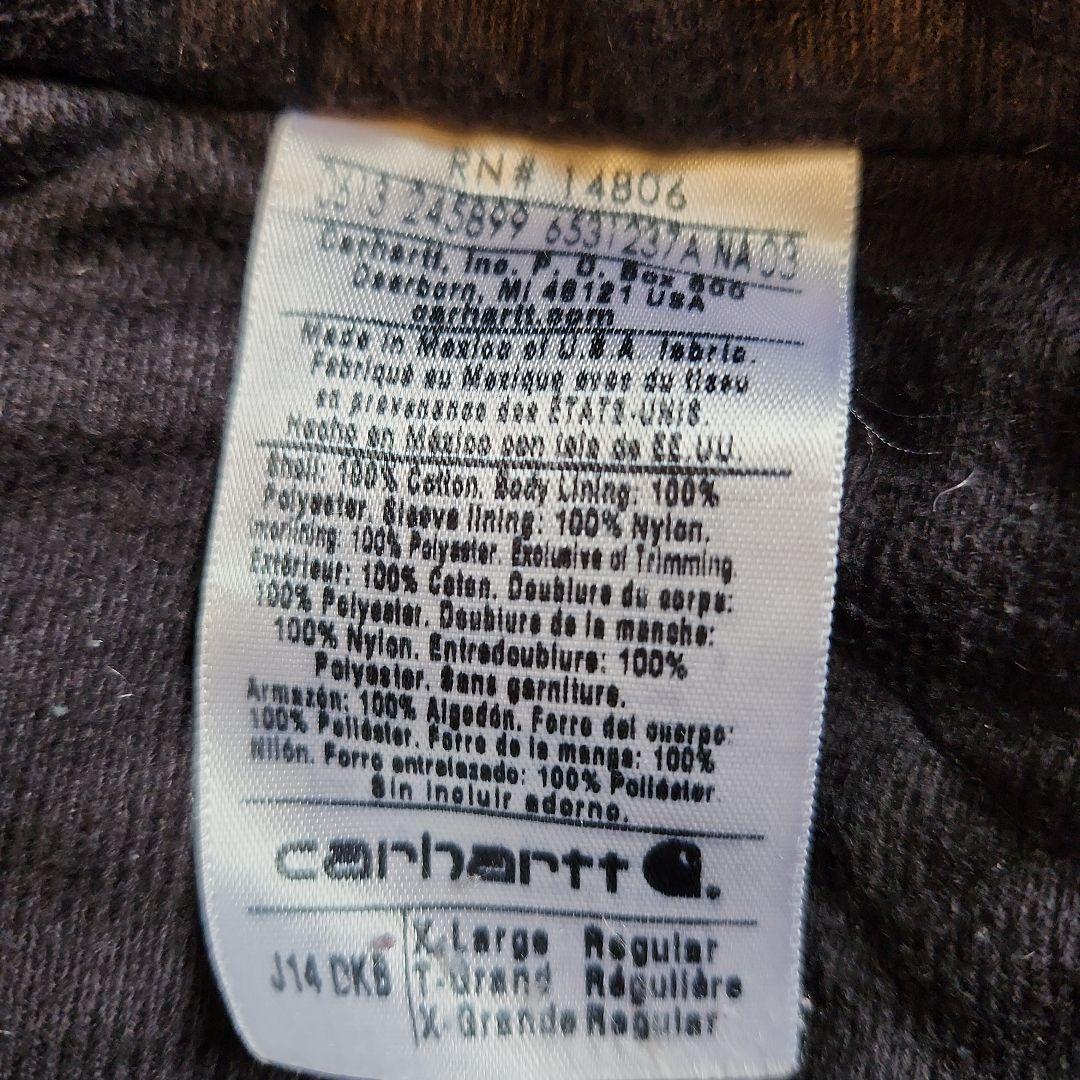 RN# 14806
3 245899 6531237A NA 03
Carhartt, Inc. P. O. Box 600
Dearborn, MI 48121 USA
carhartt.com
Made in Mexico of U.S.A fabric.
Fabriqué au Mexique avec du tissu
en provenance des ÉTATS-UNIS.
Hecho en México con tela de EE.UU.
Shell: 100% Cotton. Body Lining: 100%
Polyester. Sleeve lining: 100% Nylon.
100% Polyester. Exclusive of Trimming
Extérieur: 100% Coton. Doublure du corps:
100% Polyester. Doublure de la manche:
100% Nylon. Entredoublure: 100%
Polyester. Sans garniture.
Armazón: 100% Algodón. Forro del cuerpo:
100% Poliéster. Forro de la manga: 100%
Nilón. Forro entrelazado: 100% Poliéster.
Sin incluir adorno.
carhartt
J14 DKB
X-Large Regular
T-Grand Régulière
X-Grande Regular